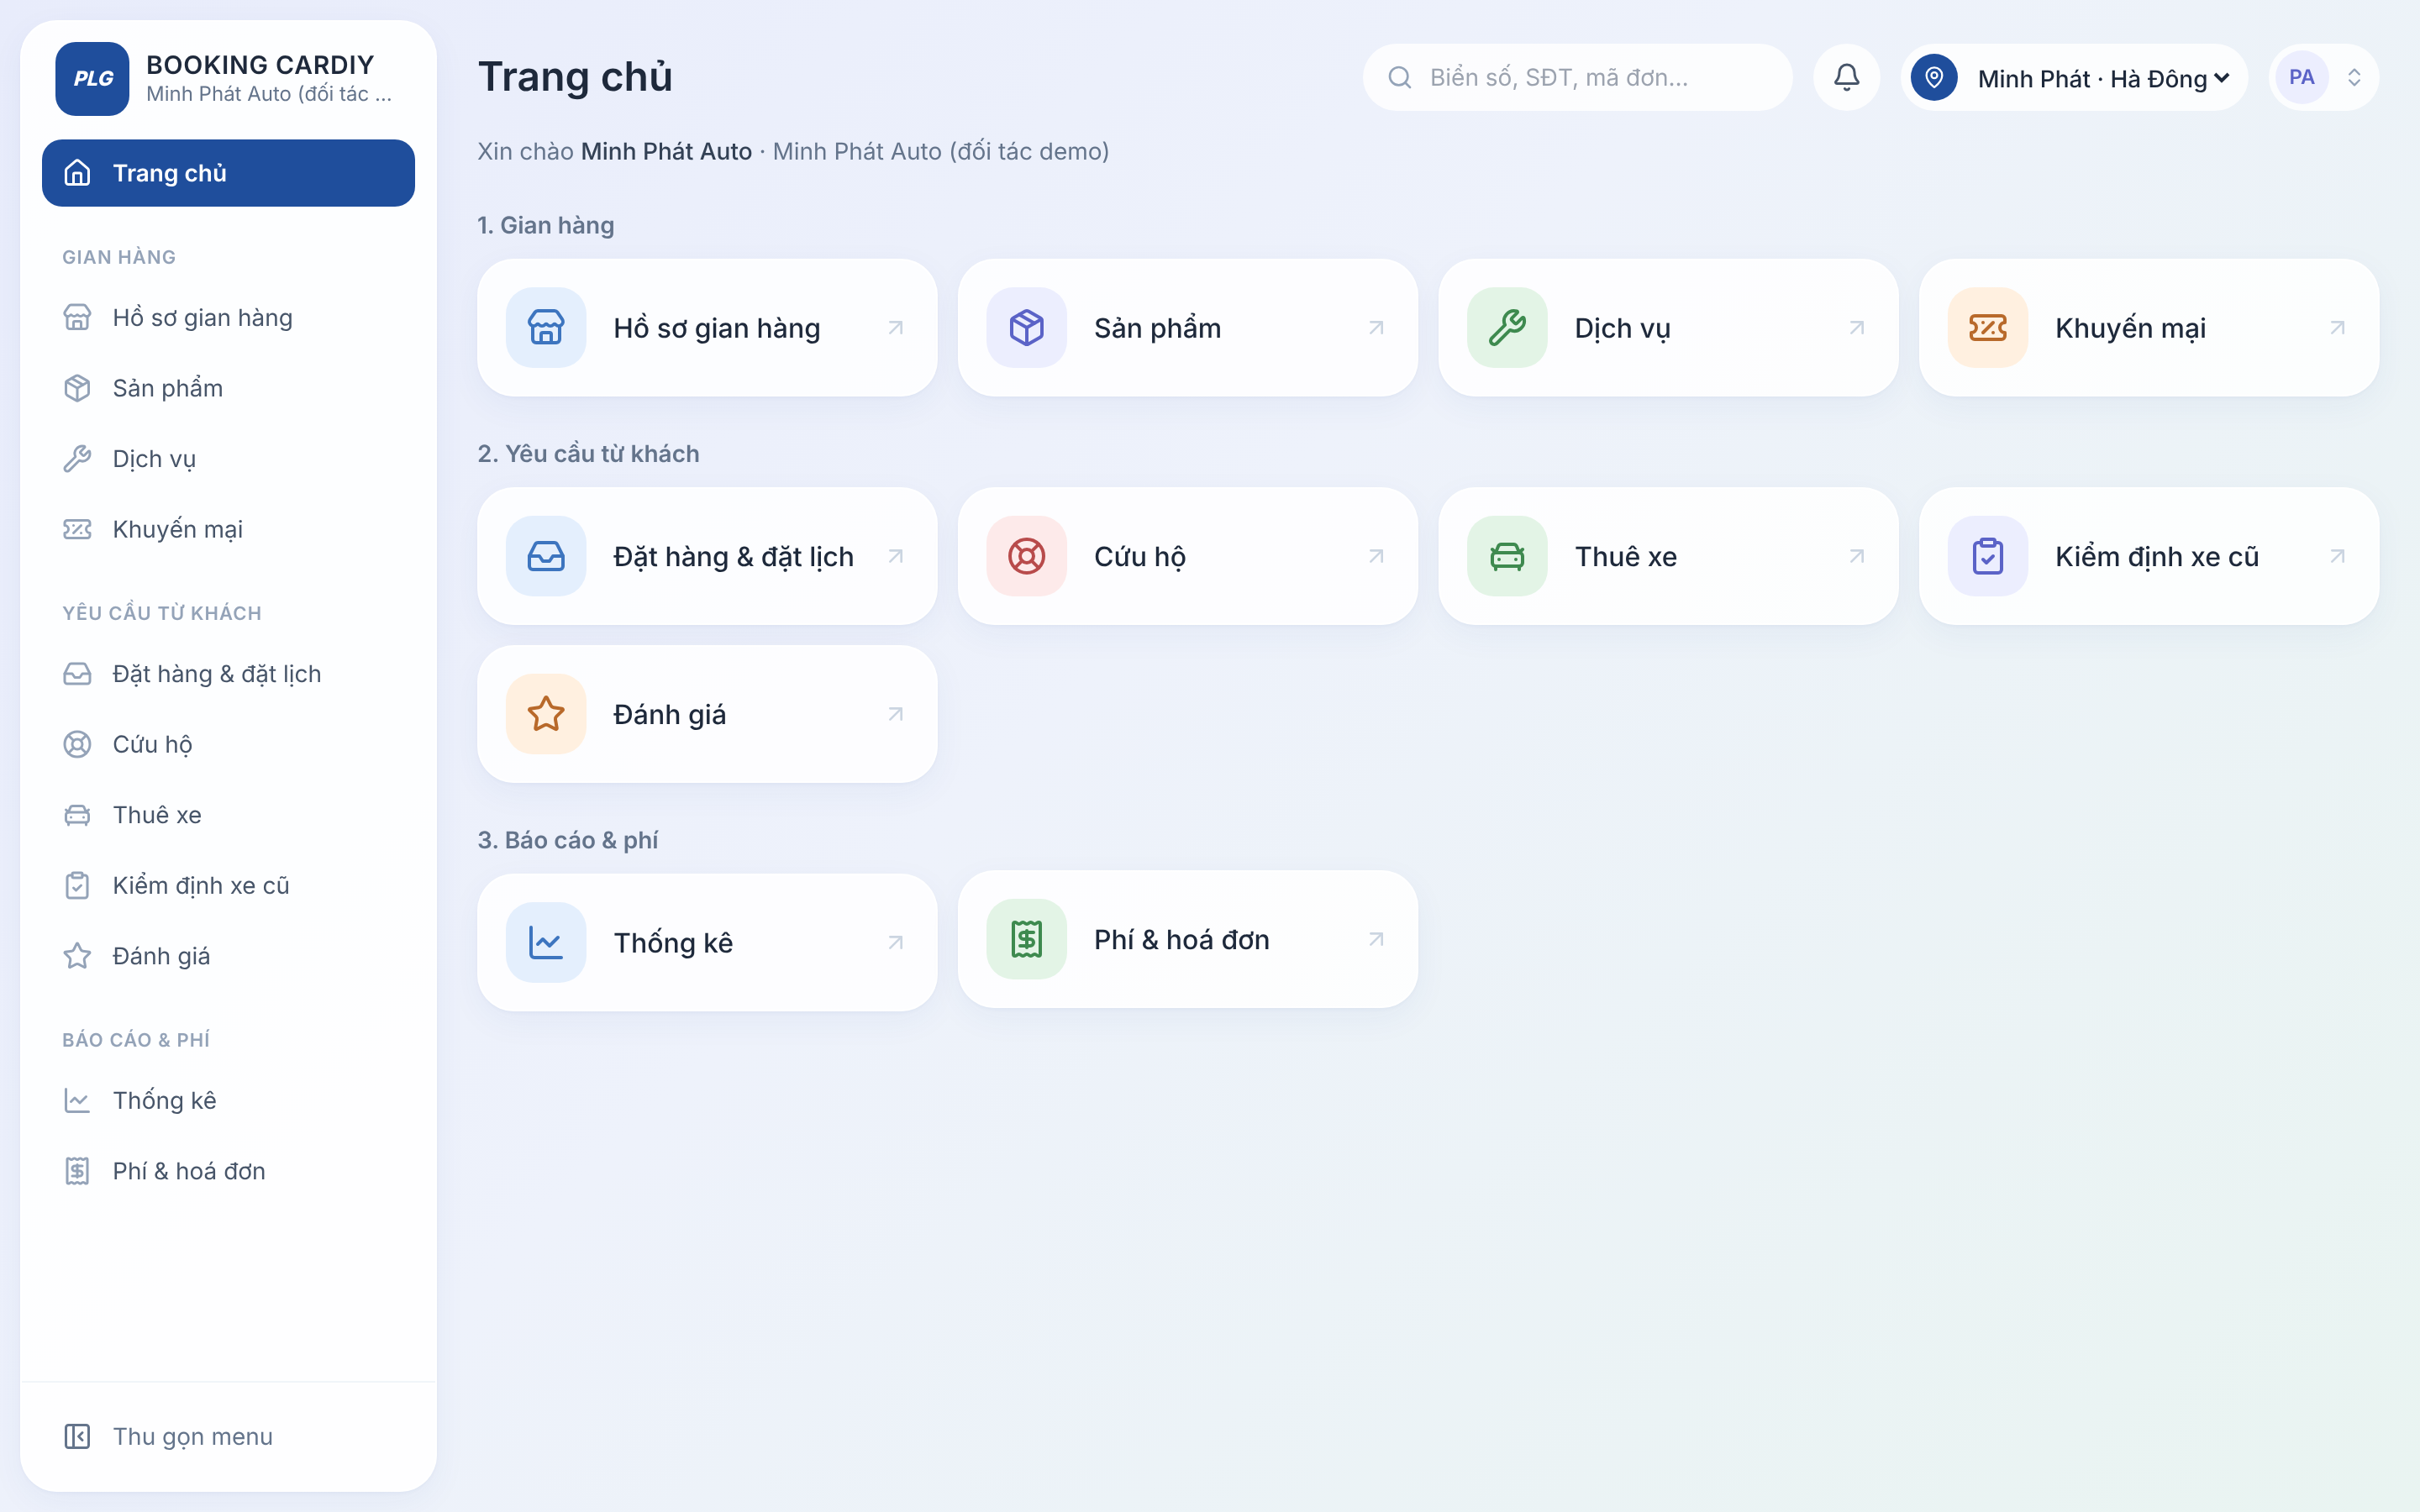 PLG
BOOKING CARDIY
Minh Phát Auto (đối tác ...
Trang chủ
GIAN HÀNG
Hồ sơ gian hàng
Sản phẩm
Dịch vụ
Khuyến mại
YÊU CẦU TỪ KHÁCH
Đặt hàng & đặt lịch
Cứu hộ
Thuê xe
Kiểm định xe cũ
Đánh giá
BÁO CÁO & PHÍ
Thống kê
Phí & hoá đơn
Thu gọn menu
Trang chủ
Biển số, SĐT, mã đơn...
Minh Phát · Hà Đông
PA
Xin chào Minh Phát Auto · Minh Phát Auto (đối tác demo)
1. Gian hàng
Hồ sơ gian hàng
Sản phẩm
Dịch vụ
Khuyến mại
2. Yêu cầu từ khách
Đặt hàng & đặt lịch
Cứu hộ
Thuê xe
Kiểm định xe cũ
Đánh giá
3. Báo cáo & phí
Thống kê
Phí & hoá đơn